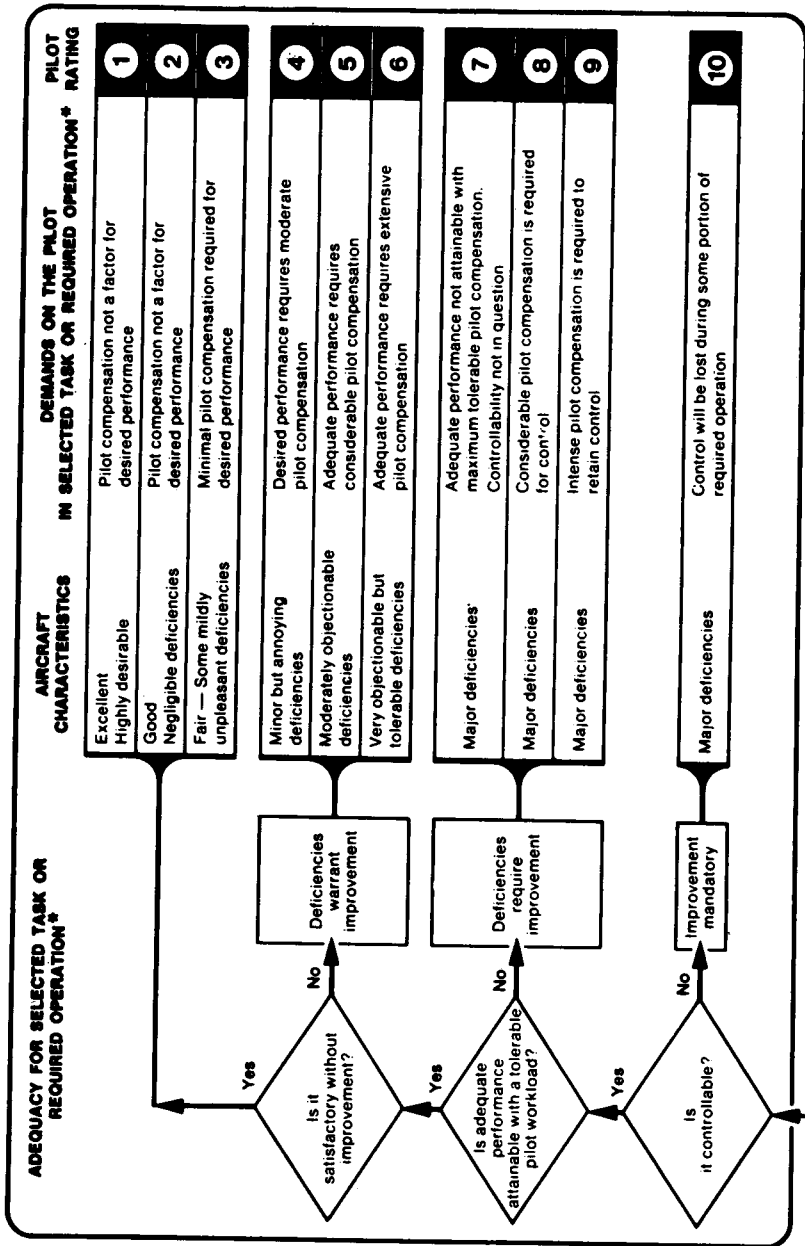 ADEQUACY FOR SELECTED TASK OR
REQUIRED OPERATION*
AIRCRAFT
CHARACTERISTICS
DEMANDS ON THE PILOT
IN SELECTED TASK OR REQUIRED OPERATION*
PILOT
RATING
Excellent
Highly desirable
Pilot compensation not a factor for
desired performance
1
Good
Negligible deficiencies
Pilot compensation not a factor for
desired performance
2
Fair — Some mildly
unpleasant deficiencies
Minimal pilot compensation required for
desired performance
3
Yes
Is it
satisfactory without
improvement?
No
Deficiencies
warrant
improvement
Minor but annoying
deficiencies
Desired performance requires moderate
pilot compensation
4
Moderately objectionable
deficiencies
Adequate performance requires
considerable pilot compensation
5
Very objectionable but
tolerable deficiencies
Adequate performance requires extensive
pilot compensation
6
Yes
Is adequate
performance
attainable with a tolerable
pilot workload?
No
Deficiencies
require
improvement
Major deficiencies
Adequate performance not attainable with
maximum tolerable pilot compensation.
Controllability not in question
7
Major deficiencies
Considerable pilot compensation is required
for control
8
Major deficiencies
Intense pilot compensation is required to
retain control
9
Yes
Is
it controllable?
No
Improvement
mandatory
Major deficiencies
Control will be lost during some portion of
required operation
10